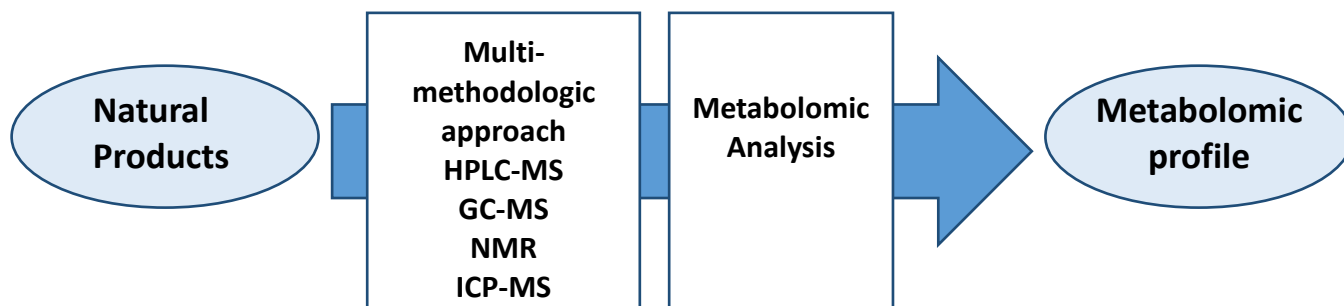 Natural
Products
Multi-
methodologic
approach
HPLC-MS
GC-MS
NMR
ICP-MS
Metabolomic
Analysis
Metabolomic
profile